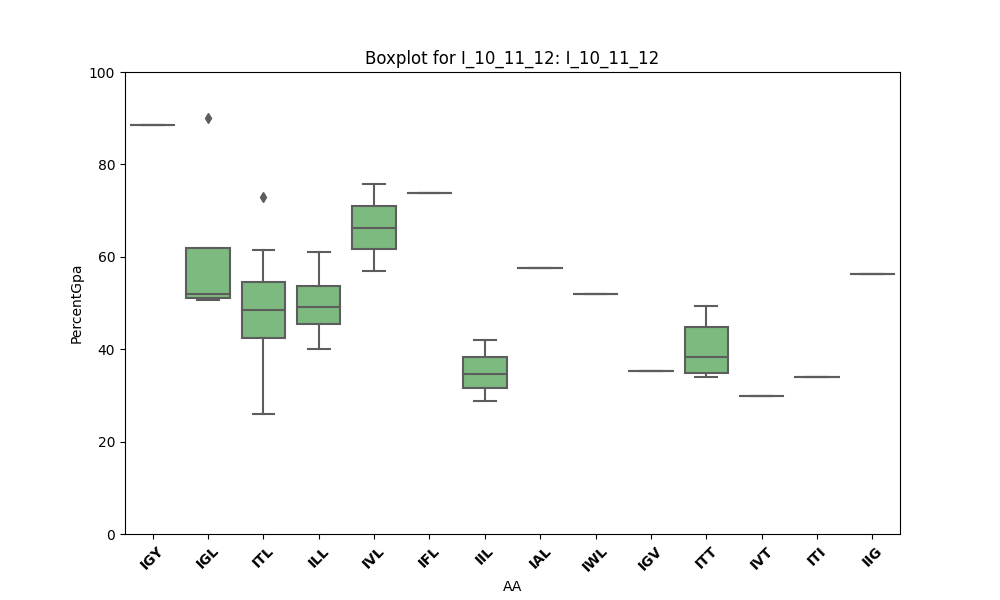 Boxplot for I_10_11_12: I_10_11_12
PercentGpa
100
80
60
40
20
0
IGY IGL ITL ILL IVL IFL IIL IAL IWL IGV ITT IVT ITI IIG
AA